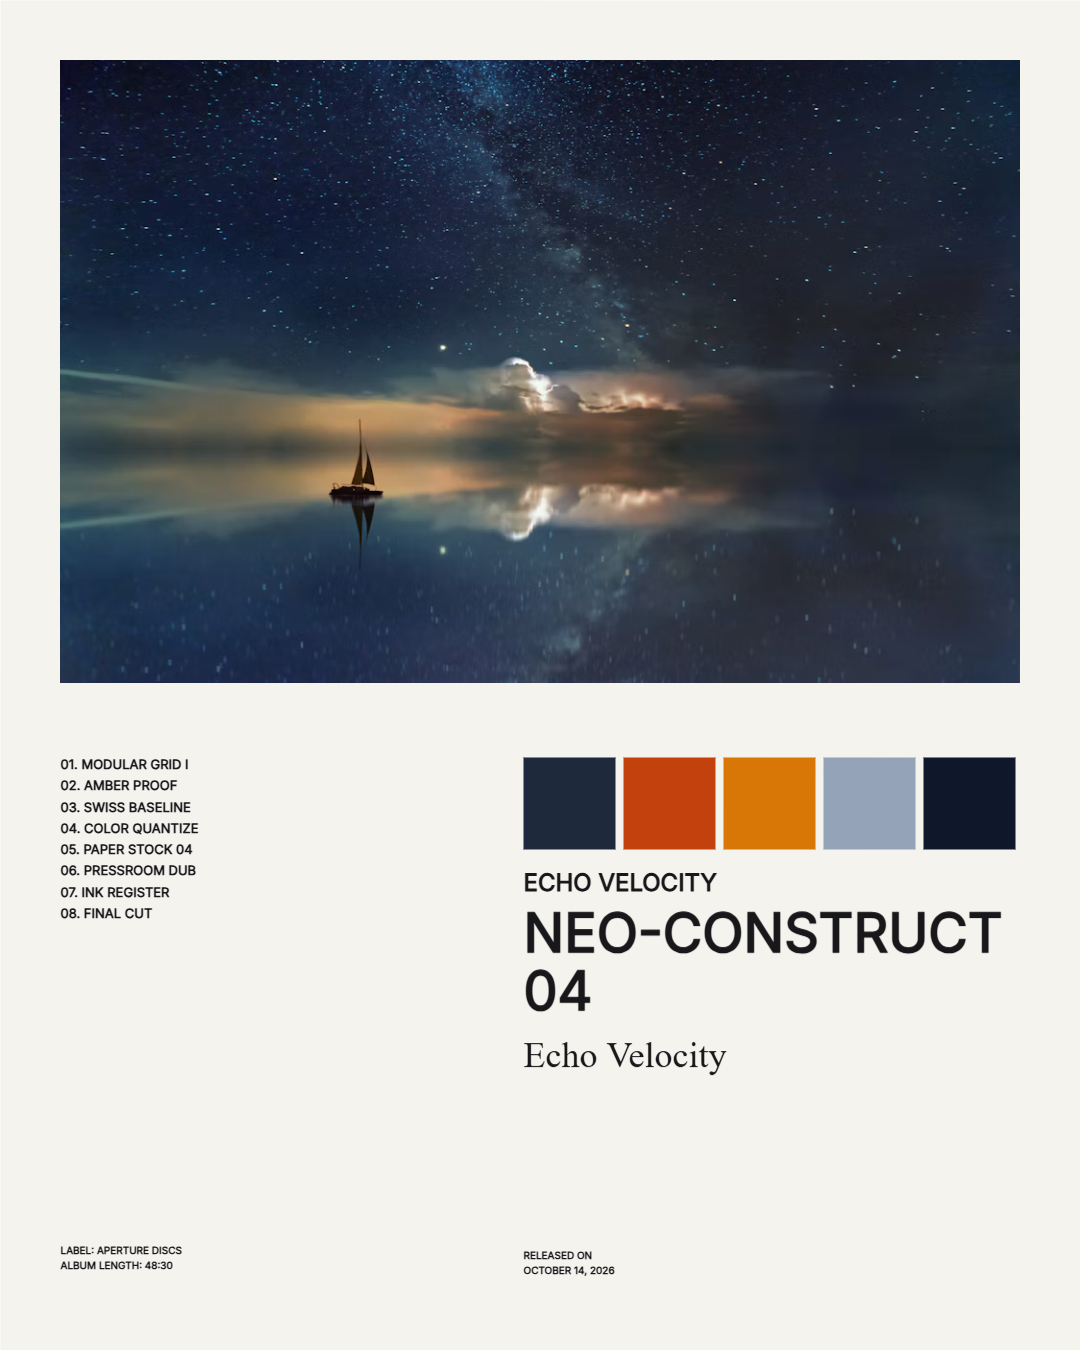 01. MODULAR GRID I
02. AMBER PROOF
03. SWISS BASELINE
04. COLOR QUANTIZE
05. PAPER STOCK 04
06. PRESSROOM DUB
07. INK REGISTER
08. FINAL CUT
ECHO VELOCITY
NEO-CONSTRUCT
04
Echo Velocity
LABEL: APERTURE DISCS
ALBUM LENGTH: 48:30
RELEASED ON
OCTOBER 14, 2026